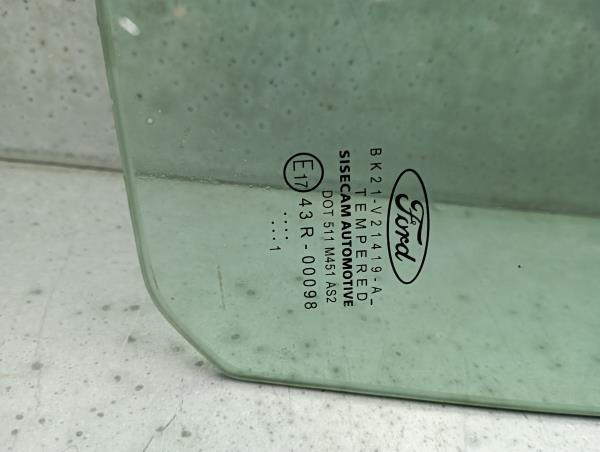 Ford
BK21-V21419-A_
TEMPERED
SISECAM AUTOMOTIVE
DOT 511 M451 AS2
E17 43R-00098
....
...1